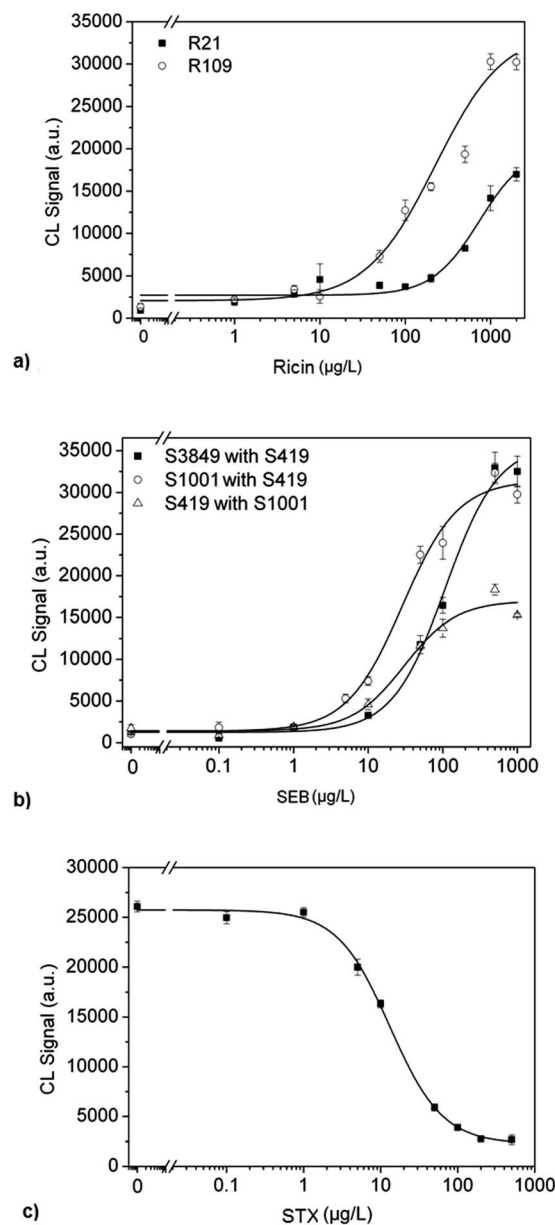 35000
30000
25000
20000
15000
10000
5000
0
CL Signal (a.u.)
R21
R109
0 1 10 100 1000
Ricin (µg/L)
a)
35000
30000
25000
20000
15000
10000
5000
0
CL Signal (a.u.)
S3849 with S419
S1001 with S419
S419 with S1001
0 0.1 1 10 100 1000
SEB (µg/L)
b)
30000
25000
20000
15000
10000
5000
0
CL Signal (a.u.)
0 0.1 1 10 100 1000
STX (µg/L)
c)